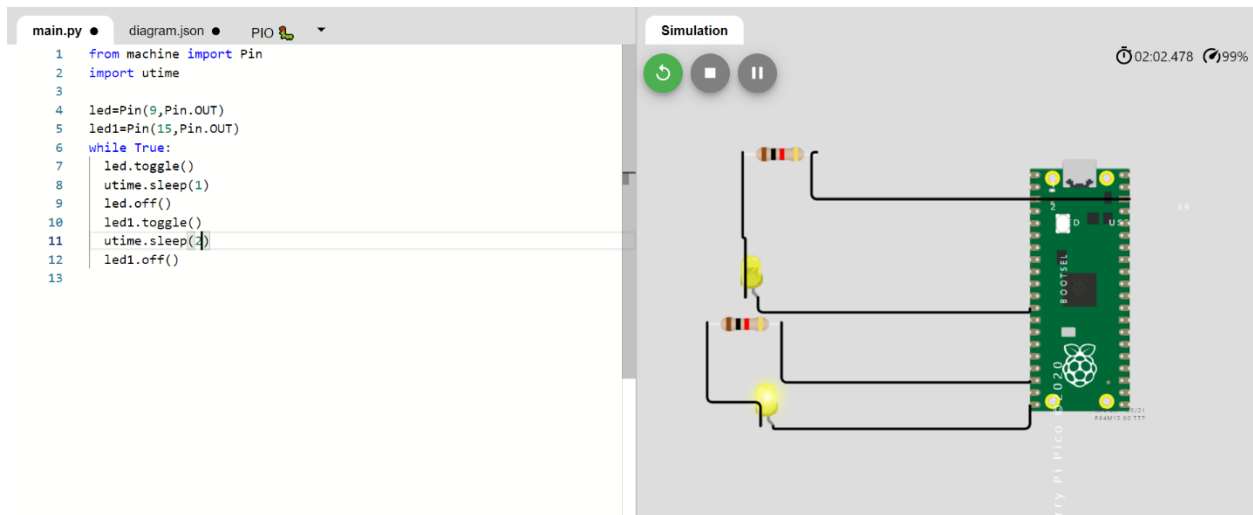 main.py ● diagram.json ● PIO
1 from machine import Pin
2 import utime
3
4 led=Pin(9,Pin.OUT)
5 led1=Pin(15,Pin.OUT)
6 while True:
7 led.toggle()
8 utime.sleep(1)
9 led.off()
10 led1.toggle()
11 utime.sleep(2)
12 led1.off()
13
Simulation
02:02.478 99%
2
BOOTSEL
2020